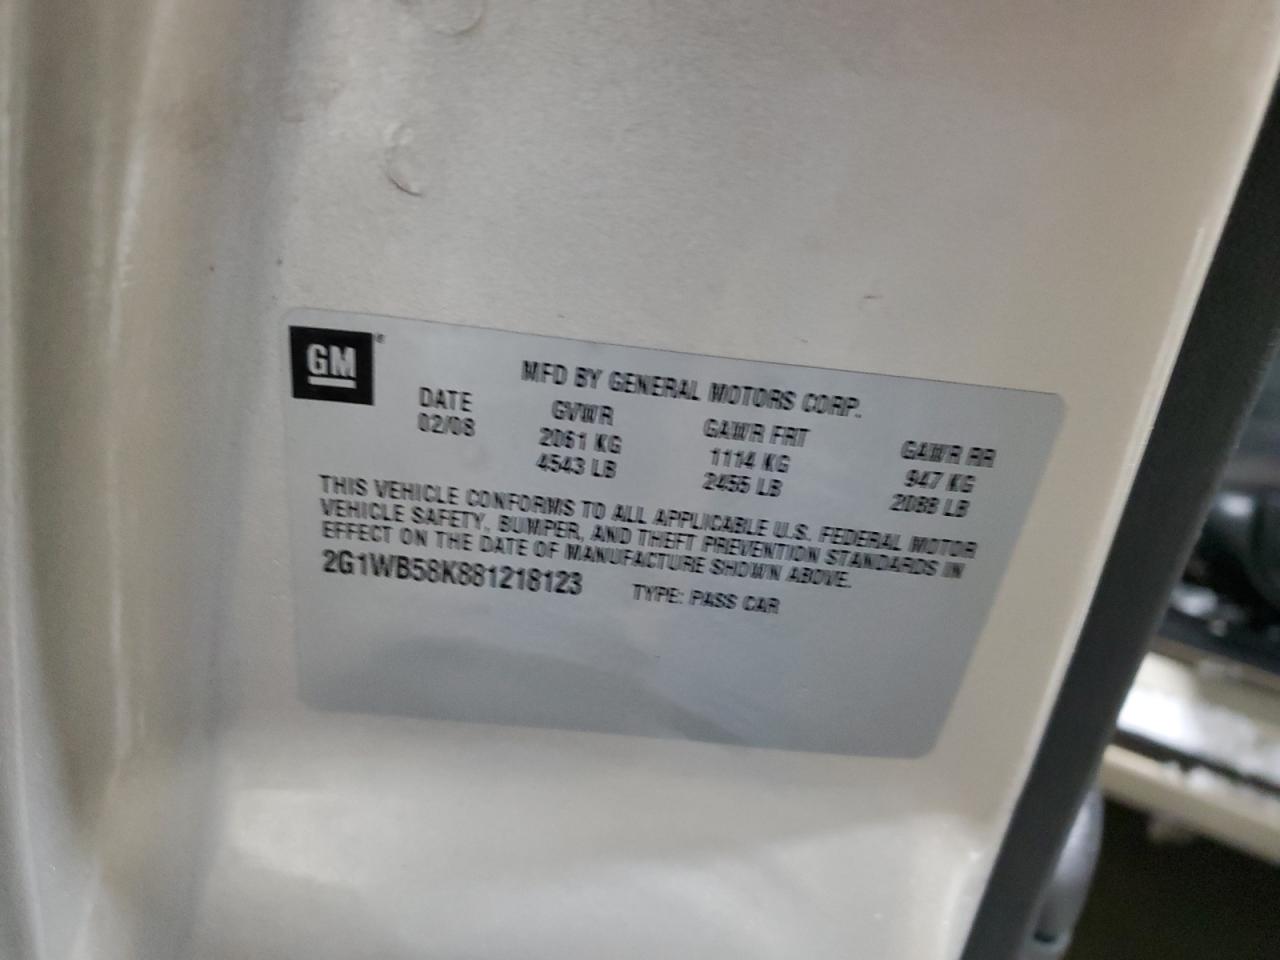 GM®
MFD BY GENERAL MOTORS CORP.
DATE GVWR GAWR FRT GAWR RR
02/08 2061 KG 1114 KG 947 KG
4543 LB 2455 LB 2088 LB
THIS VEHICLE CONFORMS TO ALL APPLICABLE U.S. FEDERAL MOTOR
VEHICLE SAFETY, BUMPER, AND THEFT PREVENTION STANDARDS IN
EFFECT ON THE DATE OF MANUFACTURE SHOWN ABOVE.
2G1WB58K881218123 TYPE: PASS CAR